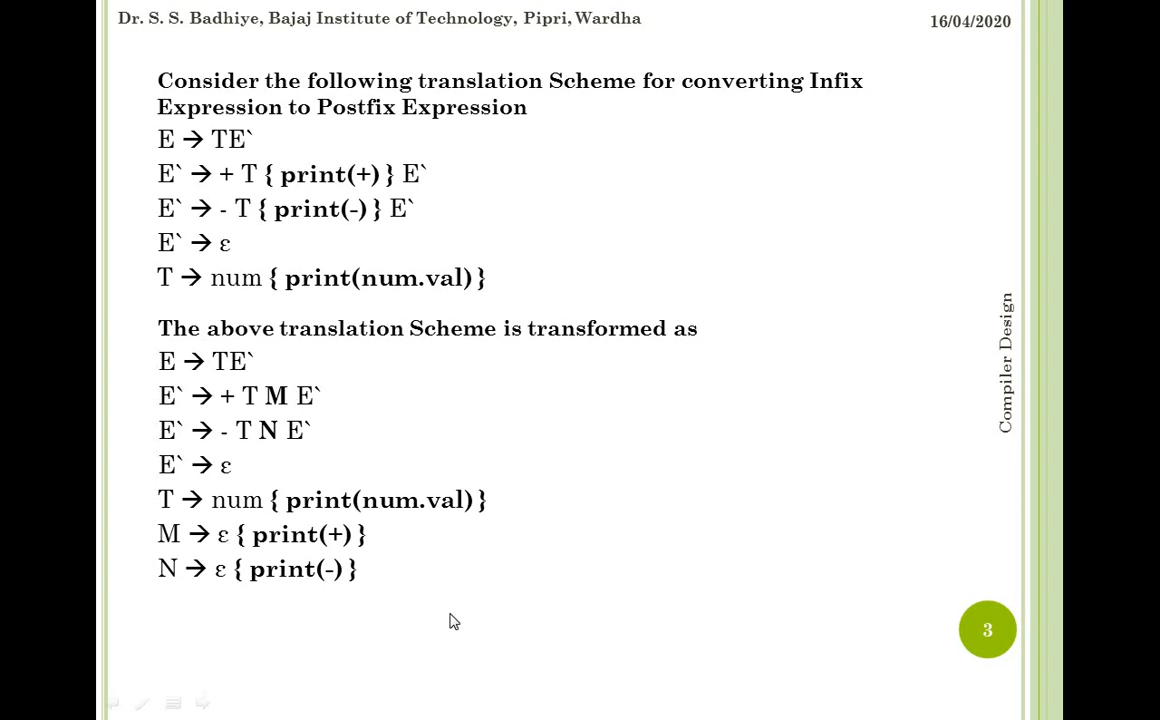 Dr. S. S. Badhiye, Bajaj Institute of Technology, Pipri, Wardha
16/04/2020
Consider the following translation Scheme for converting Infix
Expression to Postfix Expression
E → TE`
E` → + T { print(+) } E`
E` → - T { print(-) } E`
E` → ε
T → num { print(num.val) }
The above translation Scheme is transformed as
E → TE`
E` → + T M E`
E` → - T N E`
E` → ε
T → num { print(num.val) }
M → ε { print(+) }
N → ε { print(-) }
Compiler Design
3